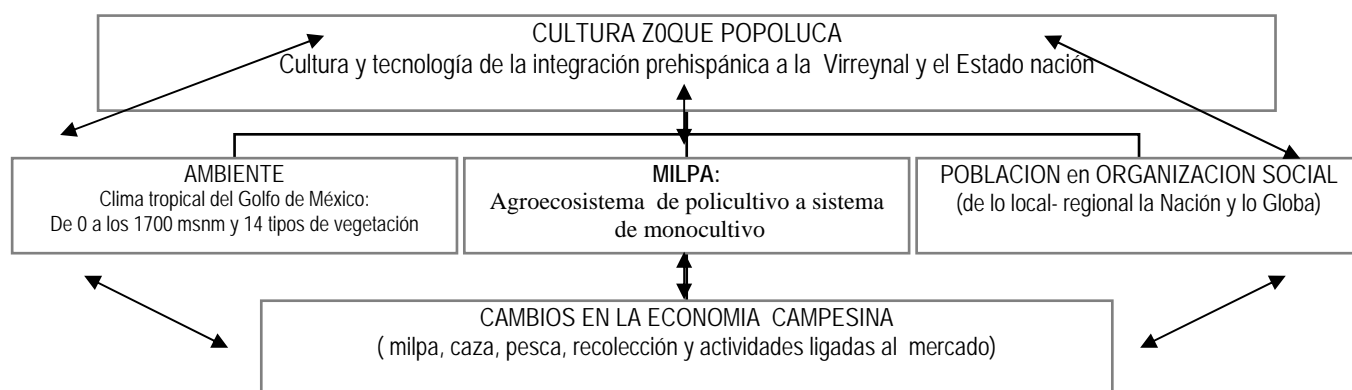 CULTURA Z0QUE POPOLUCA
Cultura y tecnología de la integración prehispánica a la Virreynal y el Estado nación
AMBIENTE
Clima tropical del Golfo de México:
De 0 a los 1700 msnm y 14 tipos de vegetación
MILPA:
Agroecosistema de policultivo a sistema
de monocultivo
POBLACION en ORGANIZACION SOCIAL
(de lo local- regional la Nación y lo Globa)
CAMBIOS EN LA ECONOMIA CAMPESINA
( milpa, caza, pesca, recolección y actividades ligadas al mercado)